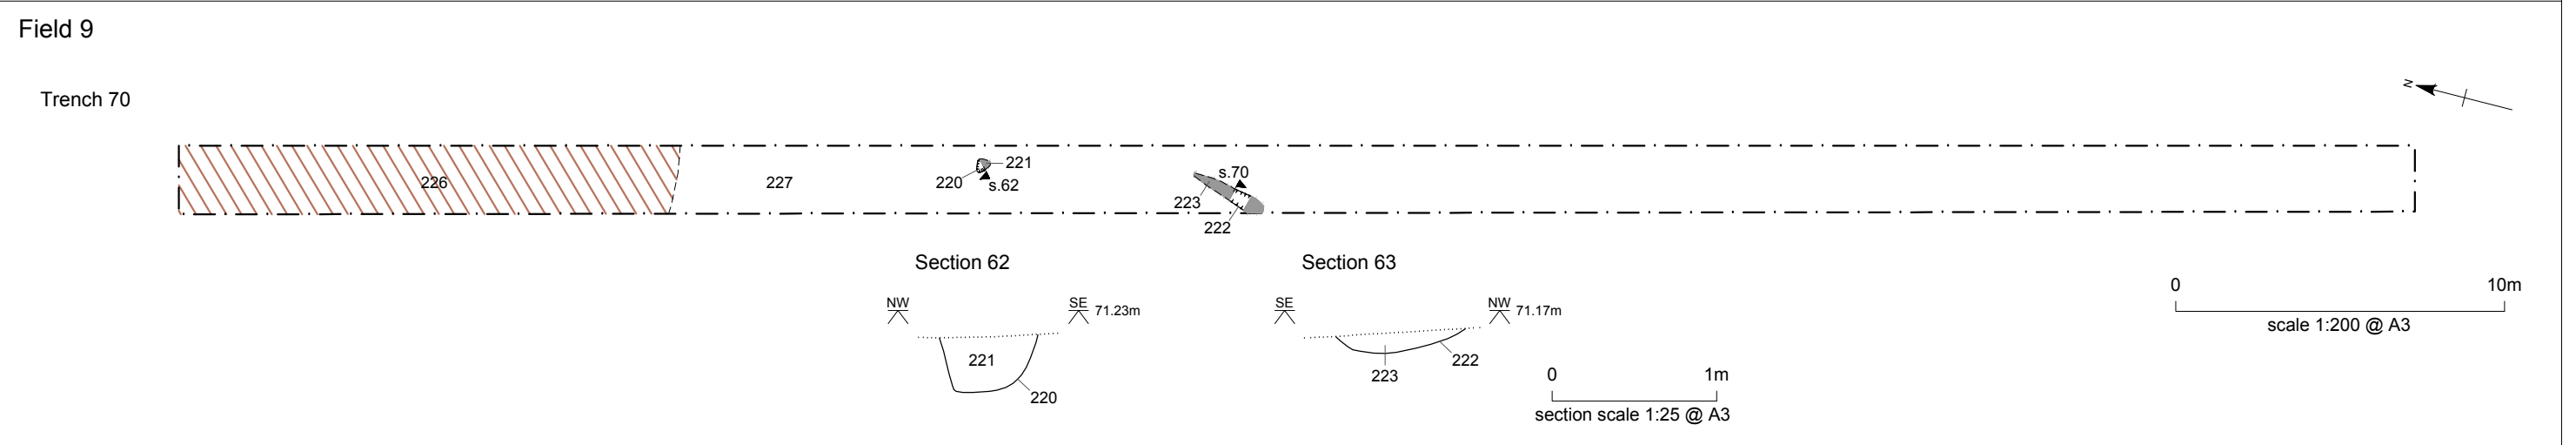 Field 9
Trench 70
N
226
227
220
221
s.62
s.70
223
222
Section 62
Section 63
NW
SE 71.23m
221
220
SE
NW 71.17m
223
222
0 1m
section scale 1:25 @ A3
0 10m
scale 1:200 @ A3